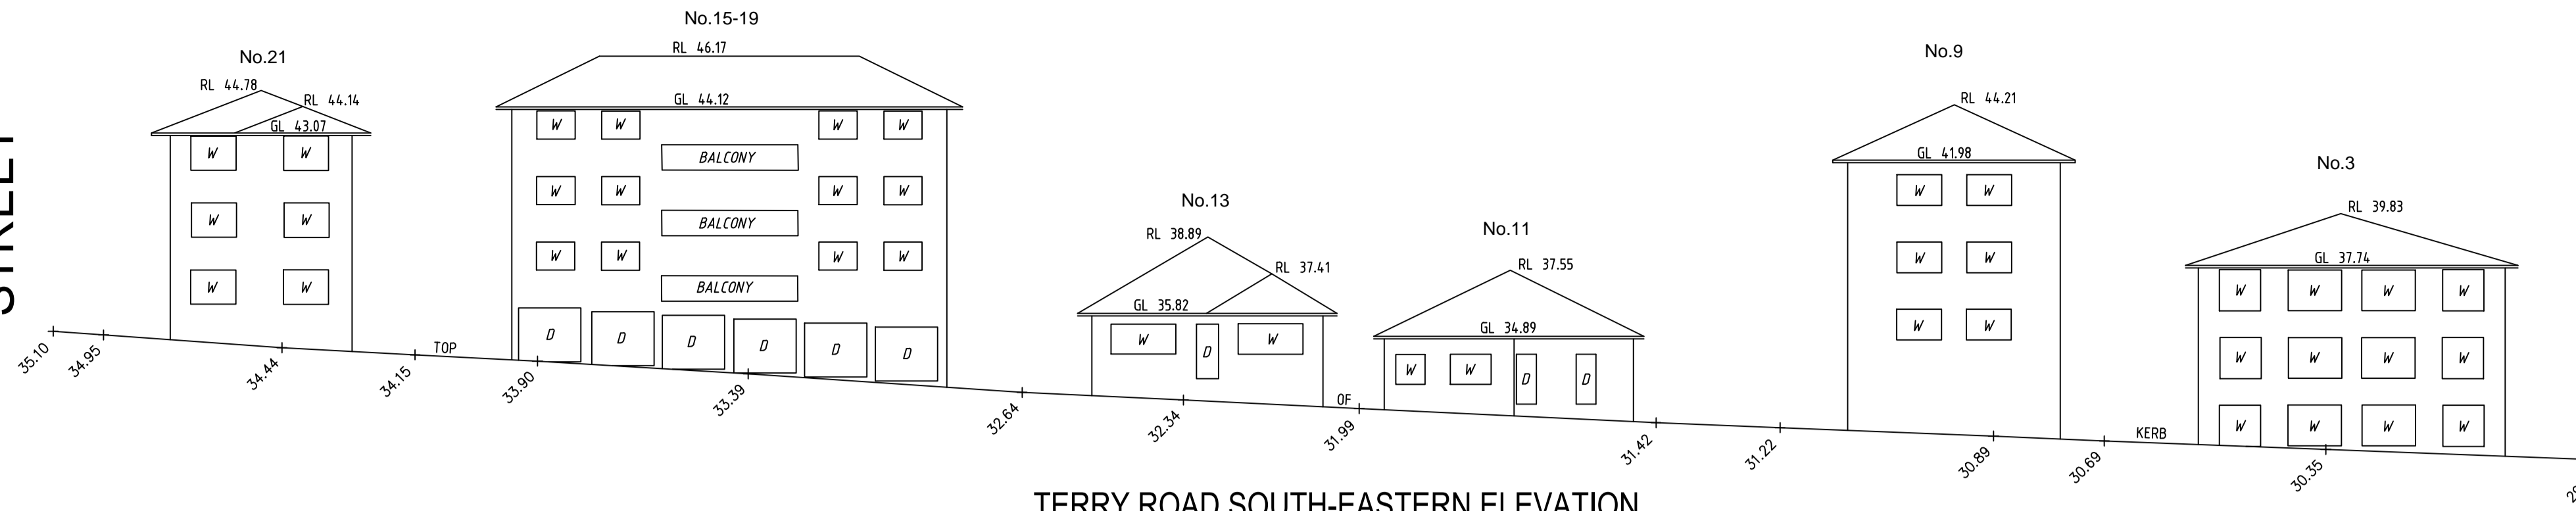 No.21
RL 44.78
RL 44.14
GL 43.07
W W
W W
W W
No.15-19
RL 46.17
GL 44.12
W W W W
BALCONY
W W W W
BALCONY
W W W W
BALCONY
D D D D D D
No.13
RL 38.89
RL 37.41
GL 35.82
W D W
No.11
RL 37.55
GL 34.89
W W D D
No.9
RL 44.21
GL 41.98
W W
W W
W W
No.3
RL 39.83
GL 37.74
W W W W
W W W W
W W W W
TOP OF KERB
35.10
34.95
34.44
34.15
33.90
33.39
32.64
32.34
31.99
31.42
31.22
30.89
30.69
30.35
TERRY ROAD SOUTH-EASTERN ELEVATION